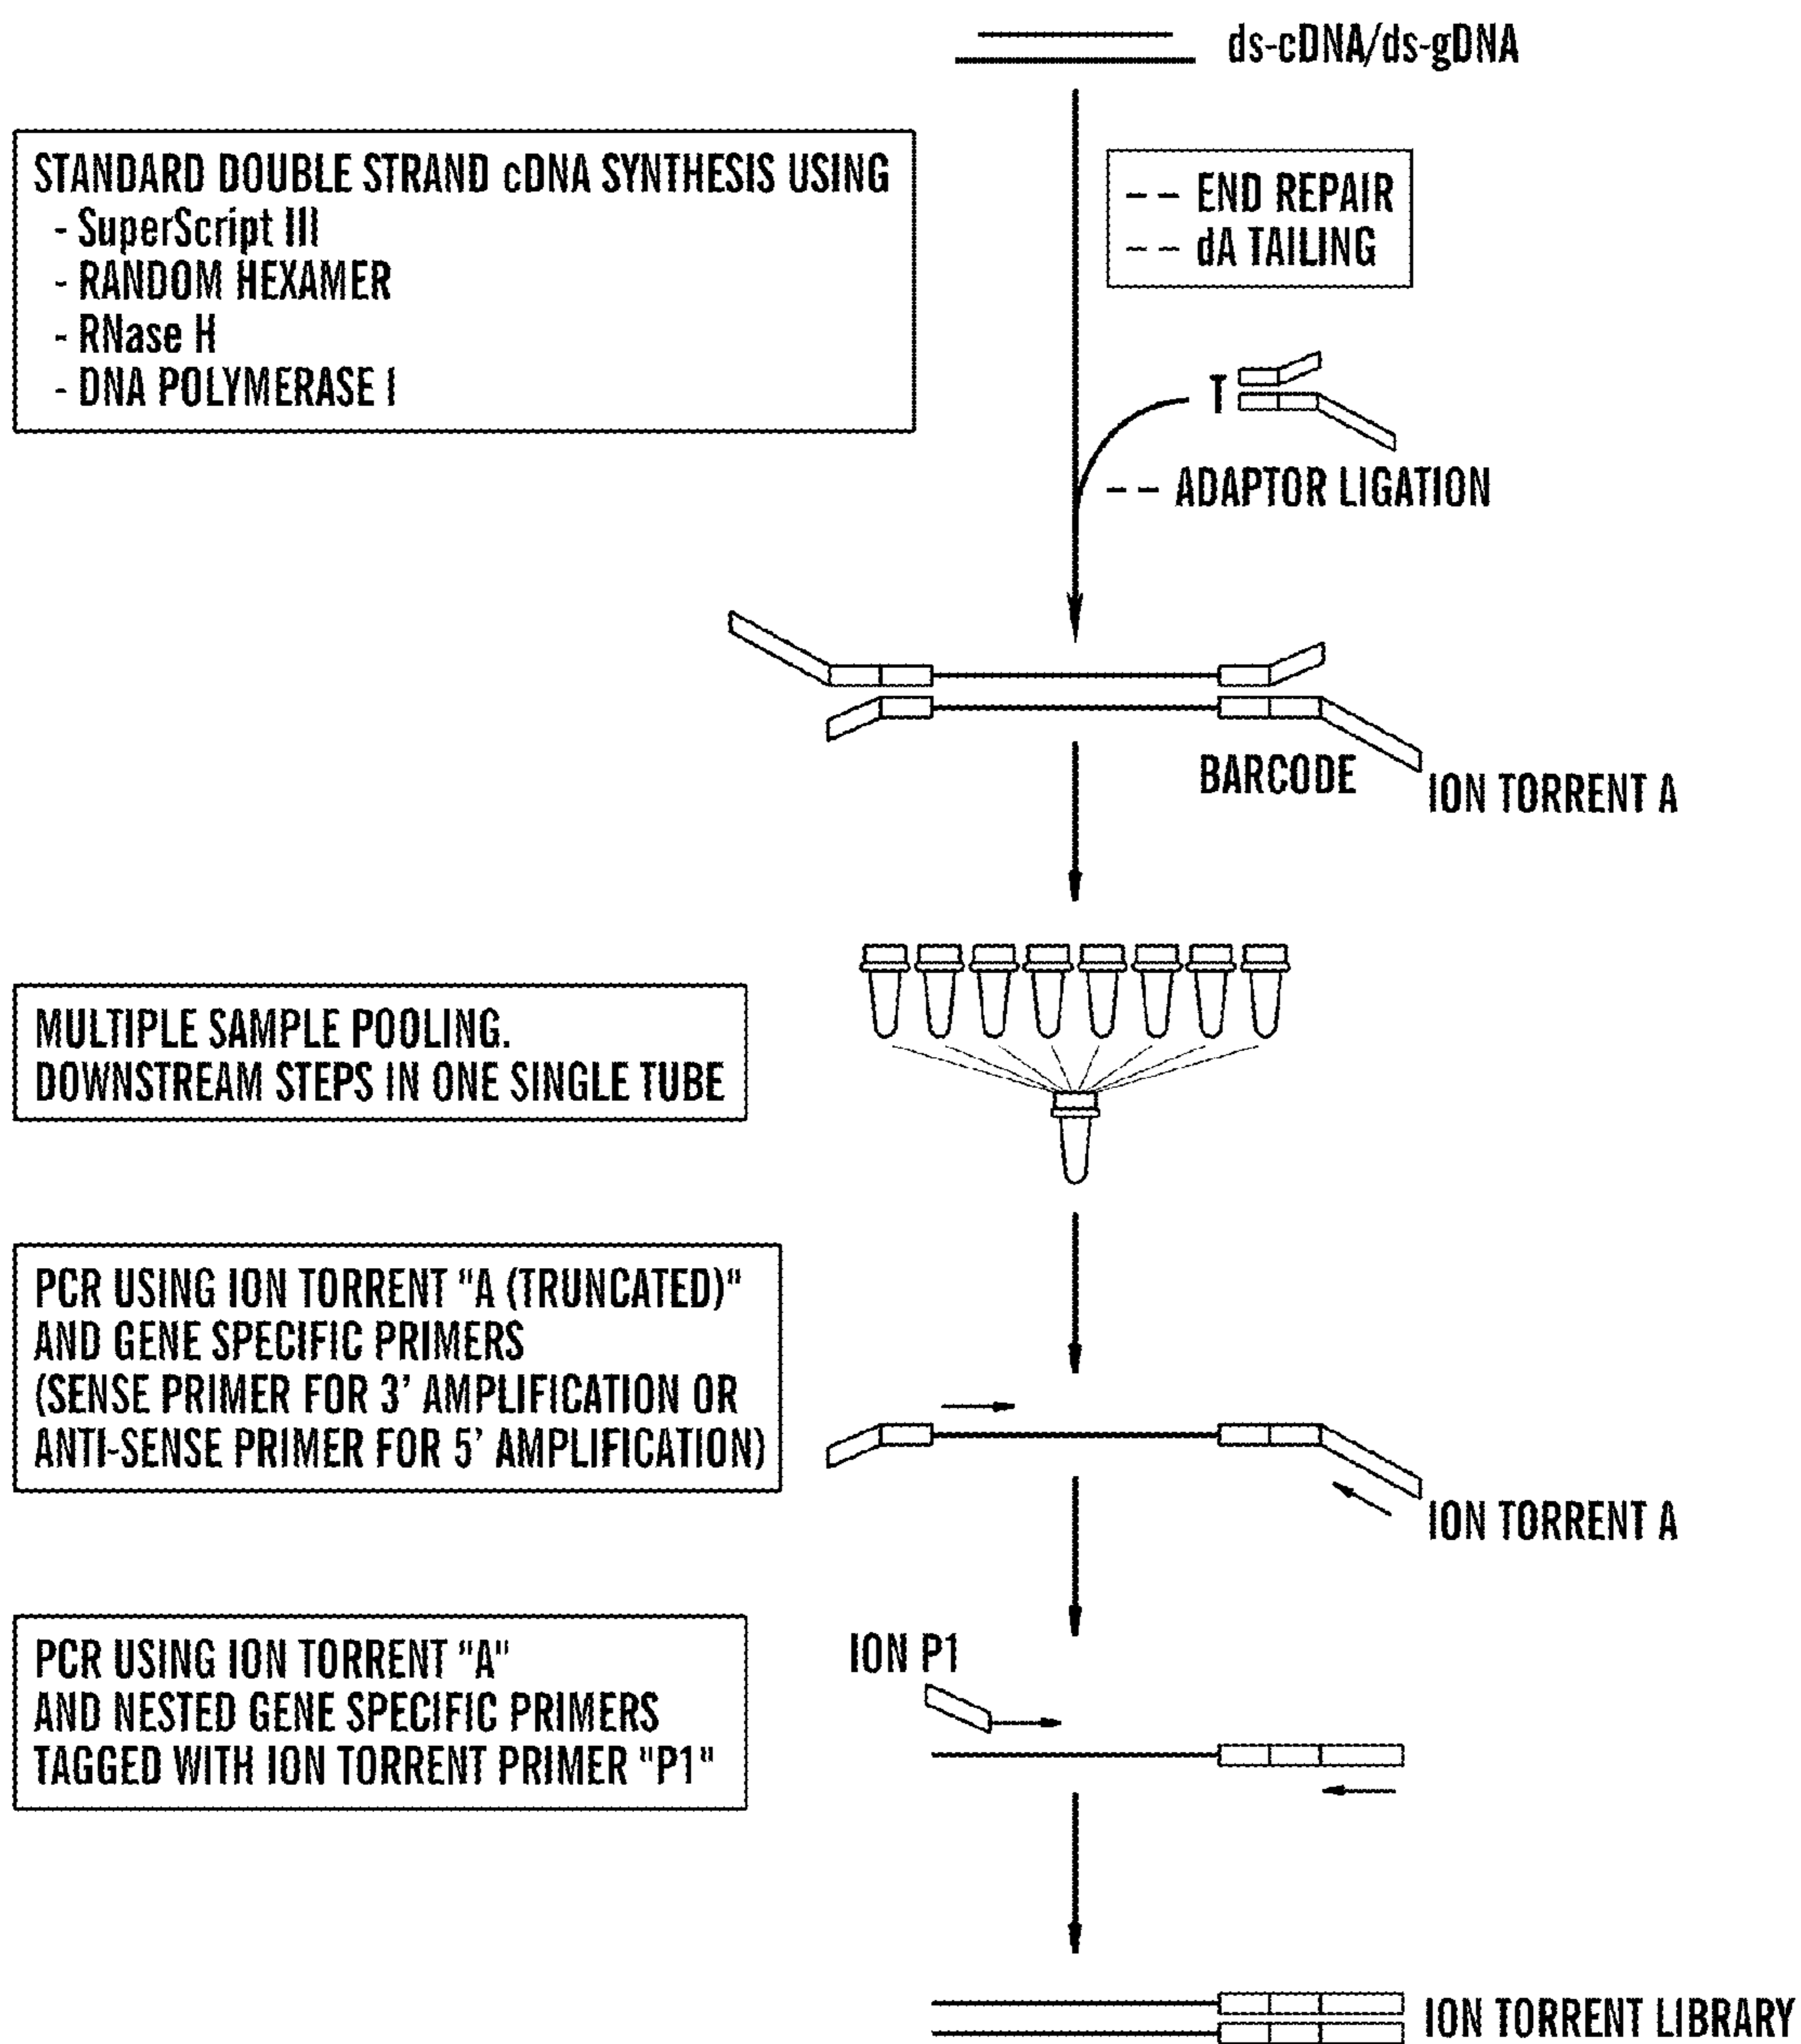 ds-cDNA/ds-gDNA
STANDARD DOUBLE STRAND cDNA SYNTHESIS USING
- SuperScript III
- RANDOM HEXAMER
- RNase H
- DNA POLYMERASE I
-- END REPAIR
-- dA TAILING
T
-- ADAPTOR LIGATION
BARCODE
ION TORRENT A
MULTIPLE SAMPLE POOLING.
DOWNSTREAM STEPS IN ONE SINGLE TUBE
PCR USING ION TORRENT "A (TRUNCATED)"
AND GENE SPECIFIC PRIMERS
(SENSE PRIMER FOR 3' AMPLIFICATION OR
ANTI-SENSE PRIMER FOR 5' AMPLIFICATION)
ION TORRENT A
PCR USING ION TORRENT "A"
AND NESTED GENE SPECIFIC PRIMERS
TAGGED WITH ION TORRENT PRIMER "P1"
ION P1
ION TORRENT LIBRARY